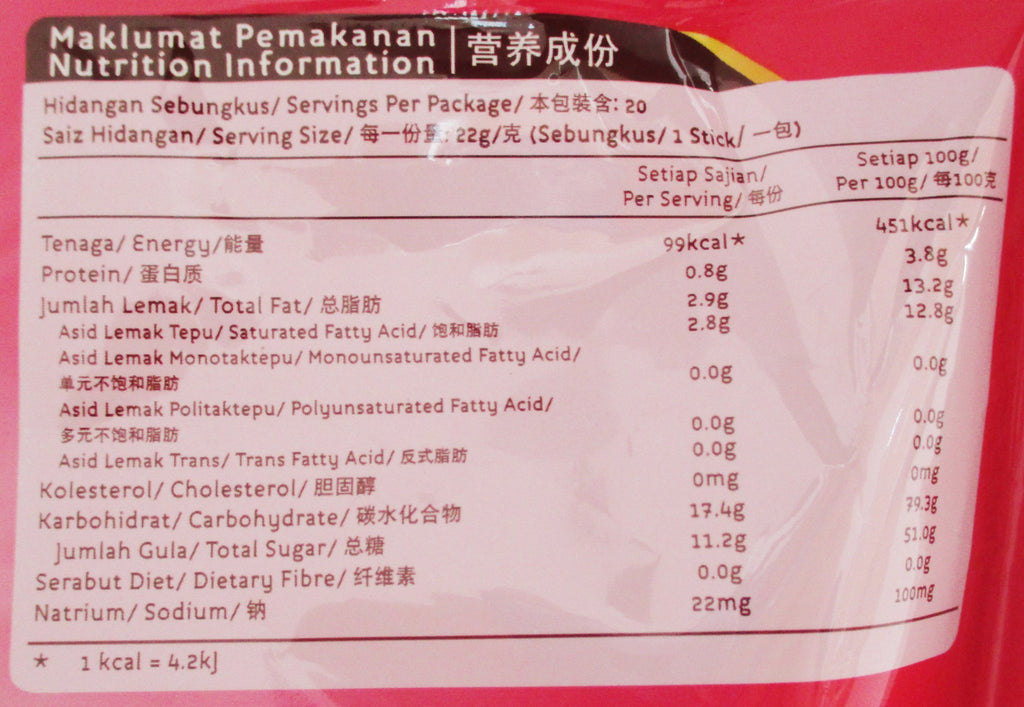 Maklumat Pemakanan
Nutrition Information | 营养成份
Hidangan Sebungkus/ Servings Per Package/ 本包裝含: 20
Saiz Hidangan/ Serving Size/ 每一份量: 22g/克 (Sebungkus/ 1 Stick/ 一包)
Setiap Sajian/ Setiap 100g/
Per Serving/ 每份 Per 100g/ 每100克
Tenaga/ Energy/能量 99kcal* 451kcal*
Protein/ 蛋白质 0.8g 3.8g
Jumlah Lemak/ Total Fat/ 总脂肪 2.9g 13.2g
Asid Lemak Tepu/ Saturated Fatty Acid/ 饱和脂肪 2.8g 12.8g
Asid Lemak Monotaktepu/ Monounsaturated Fatty Acid/
单元不饱和脂肪 0.0g 0.0g
Asid Lemak Politaktepu/ Polyunsaturated Fatty Acid/
多元不饱和脂肪 0.0g 0.0g
Asid Lemak Trans/ Trans Fatty Acid/ 反式脂肪 0.0g 0.0g
Kolesterol/ Cholesterol/ 胆固醇 0mg 0mg
Karbohidrat/ Carbohydrate/ 碳水化合物 17.4g 79.3g
Jumlah Gula/ Total Sugar/ 总糖 11.2g 51.0g
Serabut Diet/ Dietary Fibre/ 纤维素 0.0g 0.0g
Natrium/ Sodium/ 钠 22mg 100mg
* 1 kcal = 4.2kJ